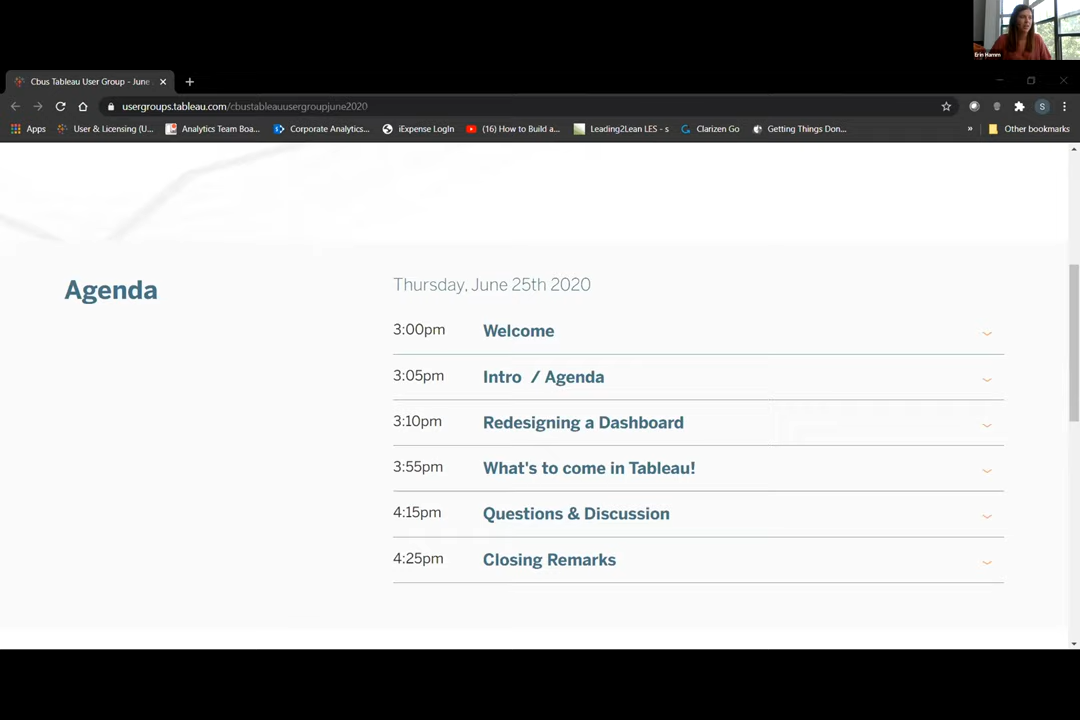 Erin Hamm
Cbus Tableau User Group - June
usergroups.tableau.com/cbustableauusergroupjune2020
S
Apps
User & Licensing (U...
Analytics Team Boa...
Corporate Analytics...
iExpense LogIn
(16) How to Build a...
Leading2Lean LES - s
Clarizen Go
Getting Things Don...
»
Other bookmarks
Agenda
Thursday, June 25th 2020
3:00pm Welcome
3:05pm Intro / Agenda
3:10pm Redesigning a Dashboard
3:55pm What's to come in Tableau!
4:15pm Questions & Discussion
4:25pm Closing Remarks